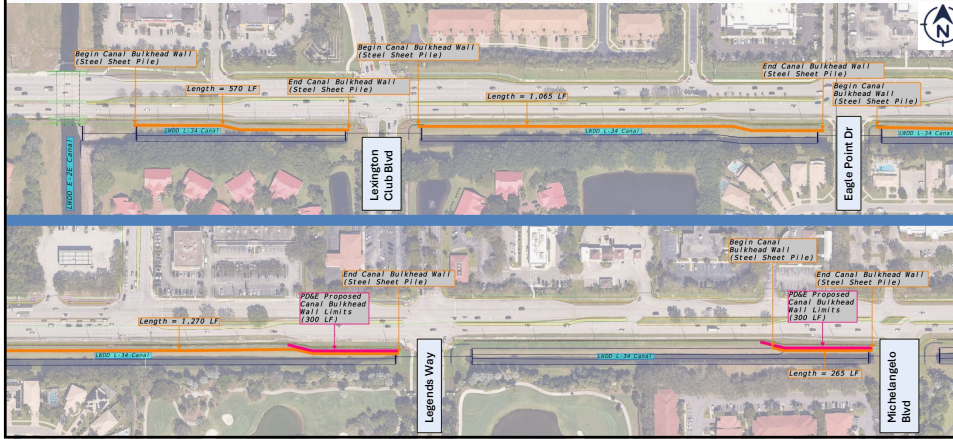 N
Begin Canal Bulkhead Wall
(Steel Sheet Pile)
Length = 570 LF
End Canal Bulkhead Wall
(Steel Sheet Pile)
Begin Canal Bulkhead Wall
(Steel Sheet Pile)
Length = 1,065 LF
End Canal Bulkhead Wall
(Steel Sheet Pile)
Begin Canal
Bulkhead Wall
(Steel Sheet Pile)
LWDD L-34 Canal
LWDD L-34 Canal
LWDD L-34 Canal
LWDD E-2E Canal
Lexington
Club Blvd
Eagle Point Dr
Length = 1,270 LF
PD&E Proposed
Canal Bulkhead
Wall Limits
(300 LF)
End Canal Bulkhead Wall
(Steel Sheet Pile)
Begin Canal
Bulkhead Wall
(Steel Sheet Pile)
PD&E Proposed
Canal Bulkhead
Wall Limits
(300 LF)
End Canal Bulkhead Wall
(Steel Sheet Pile)
LWDD L-34 Canal
LWDD L-34 Canal
Length = 265 LF
Legends Way
Michelangelo
Blvd